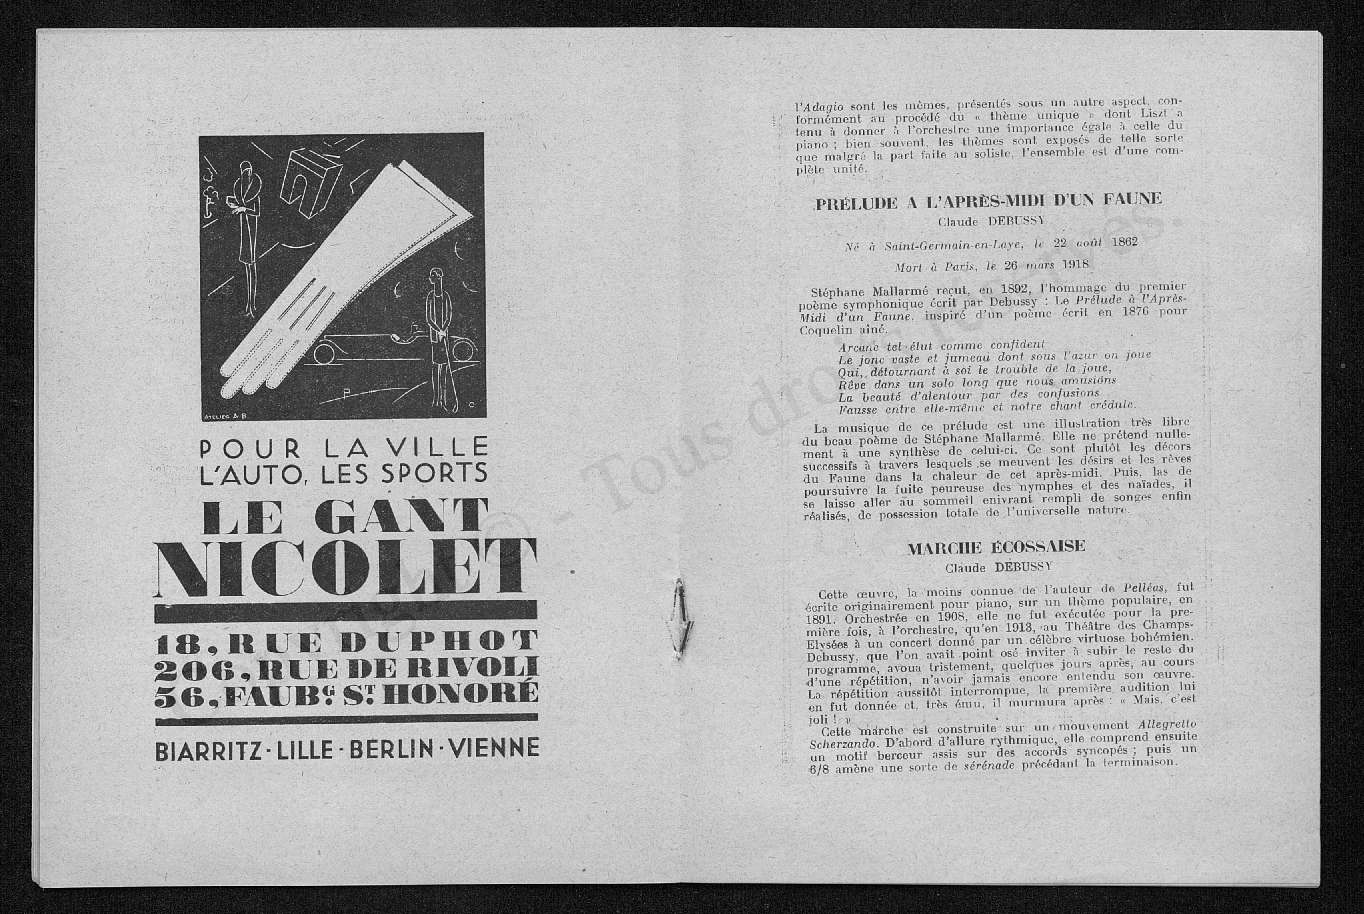 ATELIER A.B.
POUR LA VILLE
L'AUTO, LES SPORTS
LE GANT
NICOLET
18, RUE DUPHOT
206, RUE DE RIVOLI
56, FAUBG. ST HONORÉ
BIARRITZ - LILLE - BERLIN - VIENNE
l'Adagio sont les mêmes, présentés sous un autre aspect, con-
formément au procédé du « thème unique » dont Liszt a
tenu à donner à l'orchestre une importance égale à celle du
piano ; bien souvent, les thèmes sont exposés de telle sorte
que malgré la part faite au soliste, l'ensemble est d'une com-
plète unité.
PRÉLUDE A L'APRÈS-MIDI D'UN FAUNE
Claude DEBUSSY
Né à Saint-Germain-en-Laye, le 22 août 1862
Mort à Paris, le 26 mars 1918
Stéphane Mallarmé reçut, en 1892, l'hommage du premier
poème symphonique écrit par Debussy : Le Prélude à l'Après-
Midi d'un Faune, inspiré d'un poème écrit en 1876 pour
Coquelin aîné.
Arcane tel élut comme confident
Le jonc vaste et jumeau dont sous l'azur on joue
Qui, détournant à soi le trouble de la joue,
Rêve dans un solo long que nous amusions
La beauté d'alentour par des confusions
Fausse entre elle-même et notre chant crédule.
La musique de ce prélude est une illustration très libre
du beau poème de Stéphane Mallarmé. Elle ne prétend nulle-
ment à une synthèse de celui-ci. Ce sont plutôt les décors
successifs à travers lesquels se meuvent les désirs et les rêves
du Faune dans la chaleur de cet après-midi. Puis, las de
poursuivre la fuite peureuse des nymphes et des naïades, il
se laisse aller au sommeil enivrant rempli de songes enfin
réalisés, de possession totale de l'universelle nature.
MARCHE ÉCOSSAISE
Claude DEBUSSY
Cette œuvre, la moins connue de l'auteur de Pelléas, fut
écrite originairement pour piano, sur un thème populaire, en
1891. Orchestrée en 1908, elle ne fut exécutée pour la pre-
mière fois, à l'orchestre, qu'en 1913, au Théâtre des Champs-
Elysées à un concert donné par un célèbre virtuose bohémien.
Debussy, que l'on avait point osé inviter à subir le reste du
programme, avoua tristement, quelques jours après, au cours
d'une répétition, n'avoir jamais encore entendu son œuvre.
La répétition aussitôt interrompue, la première audition lui
en fut donnée et, très ému, il murmura après : « Mais, c'est
joli ! »
Cette marche est construite sur un mouvement Allegretto
Scherzando. D'abord d'allure rythmique, elle comprend ensuite
un motif berceur assis sur des accords syncopés ; puis un
6/8 amène une sorte de sérénade précédant la terminaison.
© - Tous droits